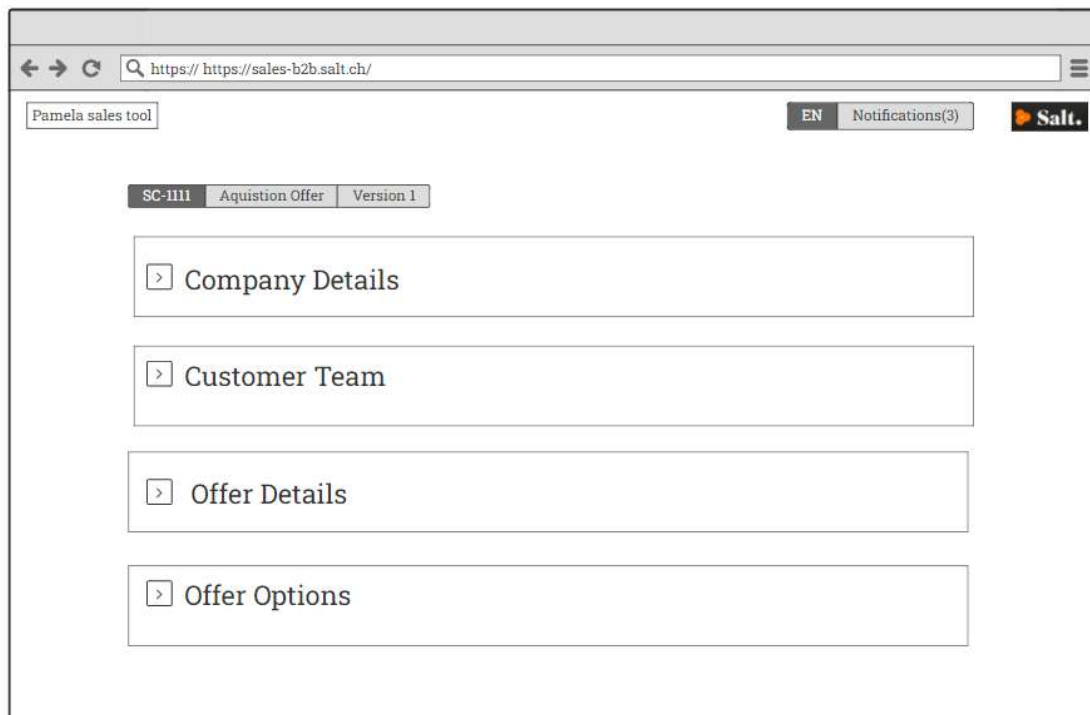 https:// https://sales-b2b.salt.ch/
Pamela sales tool
EN Notifications(3)
Salt.
SC-1111 Aquistion Offer Version 1
Company Details
Customer Team
Offer Details
Offer Options